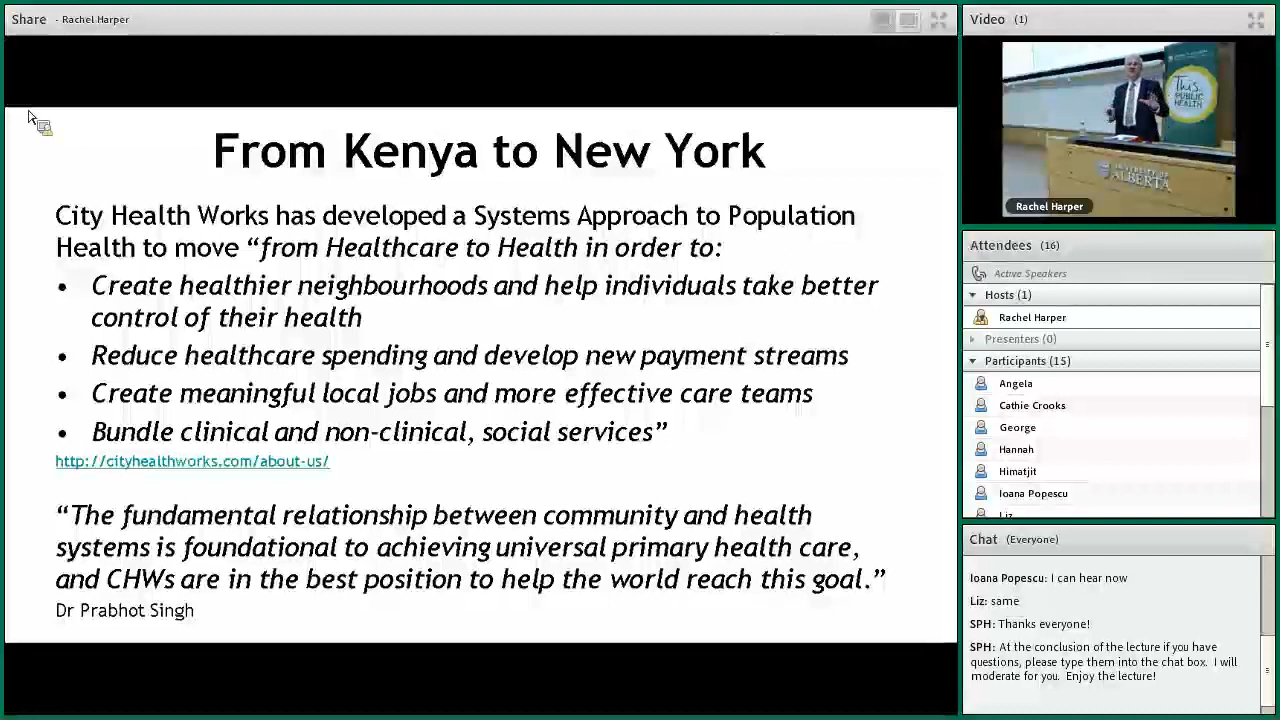 Share - Rachel Harper
From Kenya to New York
City Health Works has developed a Systems Approach to Population
Health to move “from Healthcare to Health in order to:
• Create healthier neighbourhoods and help individuals take better
control of their health
• Reduce healthcare spending and develop new payment streams
• Create meaningful local jobs and more effective care teams
• Bundle clinical and non-clinical, social services”
http://cityhealthworks.com/about-us/
“The fundamental relationship between community and health
systems is foundational to achieving universal primary health care,
and CHWs are in the best position to help the world reach this goal.”
Dr Prabhot Singh
Video (1)
This is
PUBLIC
HEALTH
UNIVERSITY OF
ALBERTA
Rachel Harper
Attendees (16)
Active Speakers
Hosts (1)
Rachel Harper
Presenters (0)
Participants (15)
Angela
Cathie Crooks
George
Hannah
Himatjit
Ioana Popescu
Liz
Chat (Everyone)
Ioana Popescu: I can hear now
Liz: same
SPH: Thanks everyone!
SPH: At the conclusion of the lecture if you have
questions, please type them into the chat box. I will
moderate for you. Enjoy the lecture!